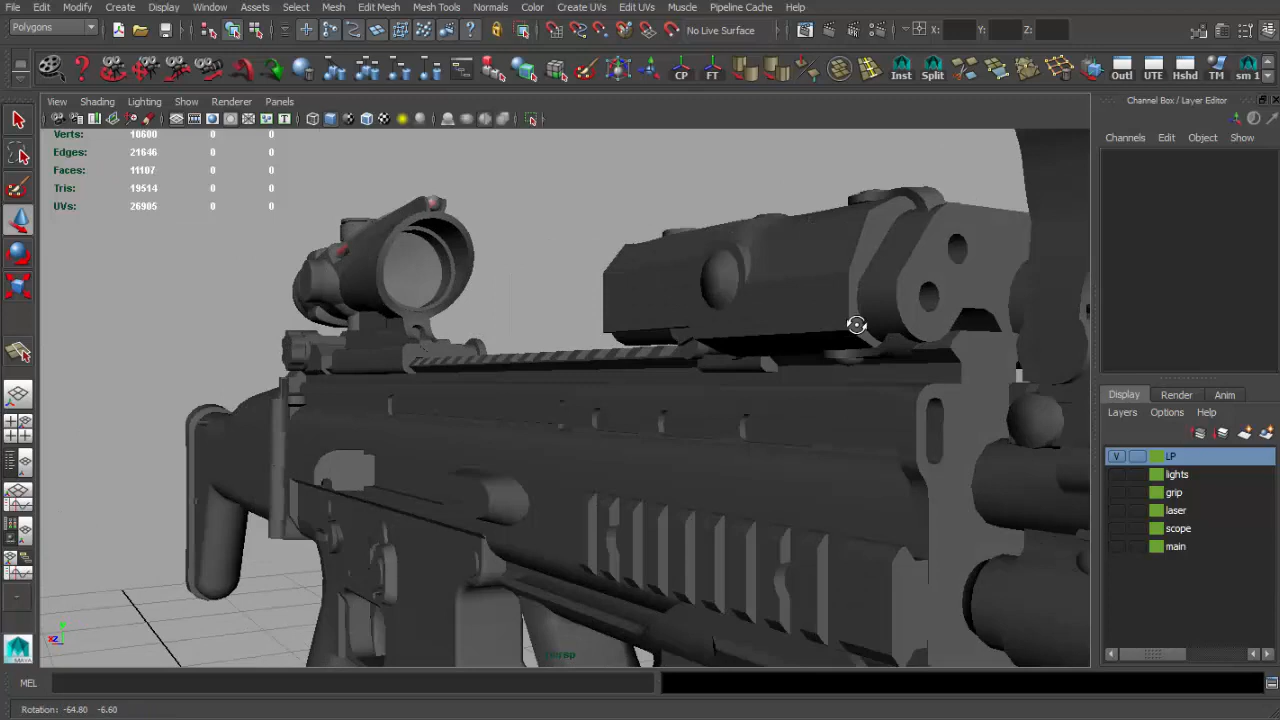 File Edit Modify Create Display Window Assets Select Mesh Edit Mesh Mesh Tools Normals Color Create UVs Edit UVs Muscle Pipeline Cache Help
Polygons No Live Surface X: Y: Z:
CP FT Inst Split Outl UTE Hshd TM sm 1
View Shading Lighting Show Renderer Panels
Channel Box / Layer Editor
Channels Edit Object Show
Verts: 10600 0 0
Edges: 21646 0 0
Faces: 11107 0 0
Tris: 19514 0 0
UVs: 26905 0 0
Display Render Anim
Layers Options Help
V LP
lights
grip
laser
scope
main
persp
MAYA
MEL
Rotation: -64.80 -6.60